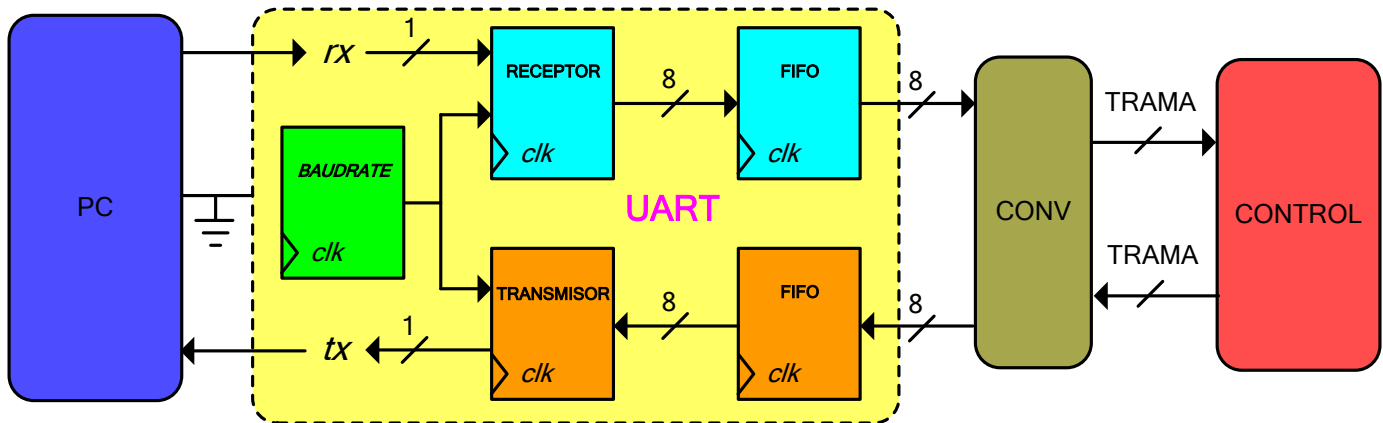 PC
rx
1
RECEPTOR
clk
8
FIFO
clk
8
BAUDRATE
clk
UART
TRANSMISOR
clk
8
FIFO
clk
8
tx
1
CONV
TRAMA
TRAMA
CONTROL